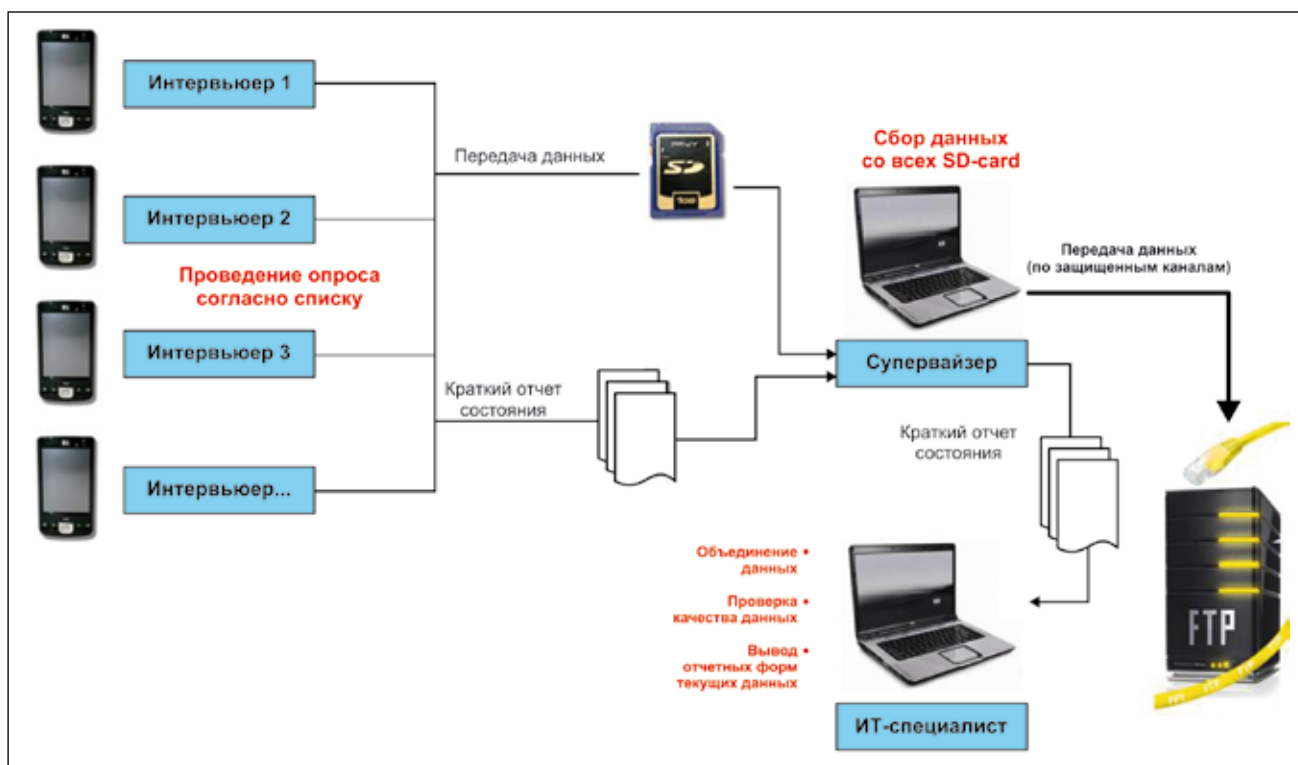 Интервьюер 1
Передача данных
SD
Сбор данных
со всех SD-card
Интервьюер 2
Передача данных
(по защищенным каналам)
Проведение опроса
согласно списку
Интервьюер 3
Супервайзер
Краткий отчет
состояния
Краткий отчет
состояния
Интервьюер...
Объединение •
данных
Проверка •
качества данных
Вывод •
отчетных форм
текущих данных
FTP
ИТ-специалист